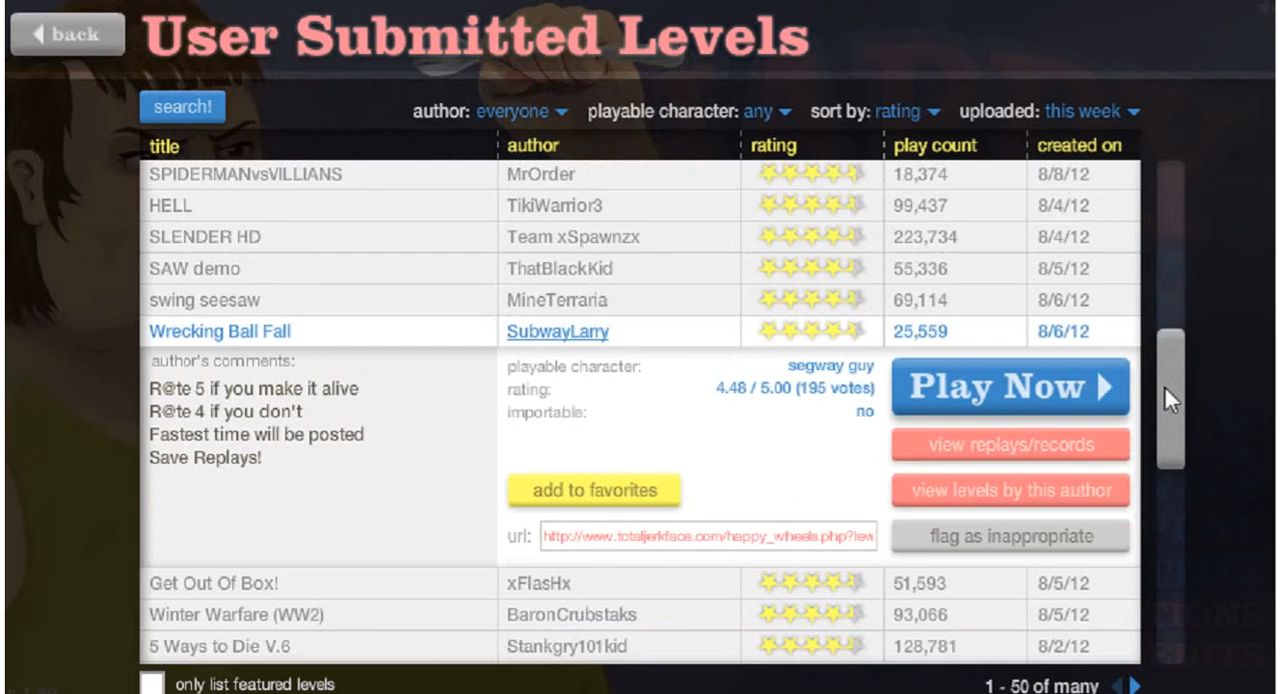 back
User Submitted Levels
search! author: everyone playable character: any sort by: rating uploaded: this week
title author rating play count created on
SPIDERMANvsVILLIANS MrOrder 18,374 8/8/12
HELL TikiWarrior3 99,437 8/4/12
SLENDER HD Team xSpawnzx 223,734 8/4/12
SAW demo ThatBlackKid 55,336 8/5/12
swing seesaw MineTerraria 69,114 8/6/12
Wrecking Ball Fall SubwayLarry 25,559 8/6/12
author's comments:
R@te 5 if you make it alive
R@te 4 if you don't
Fastest time will be posted
Save Replays!
playable character: segway guy
rating: 4.48 / 5.00 (195 votes)
importable: no
add to favorites
url: http://www.totaljerkface.com/happy_wheels.php?leve
Play Now
view replays/records
view levels by this author
flag as inappropriate
Get Out Of Box! xFlasHx 51,593 8/5/12
Winter Warfare (WW2) BaronCrubstaks 93,066 8/5/12
5 Ways to Die V.6 Stankgry101kid 128,781 8/2/12
only list featured levels 1 - 50 of many